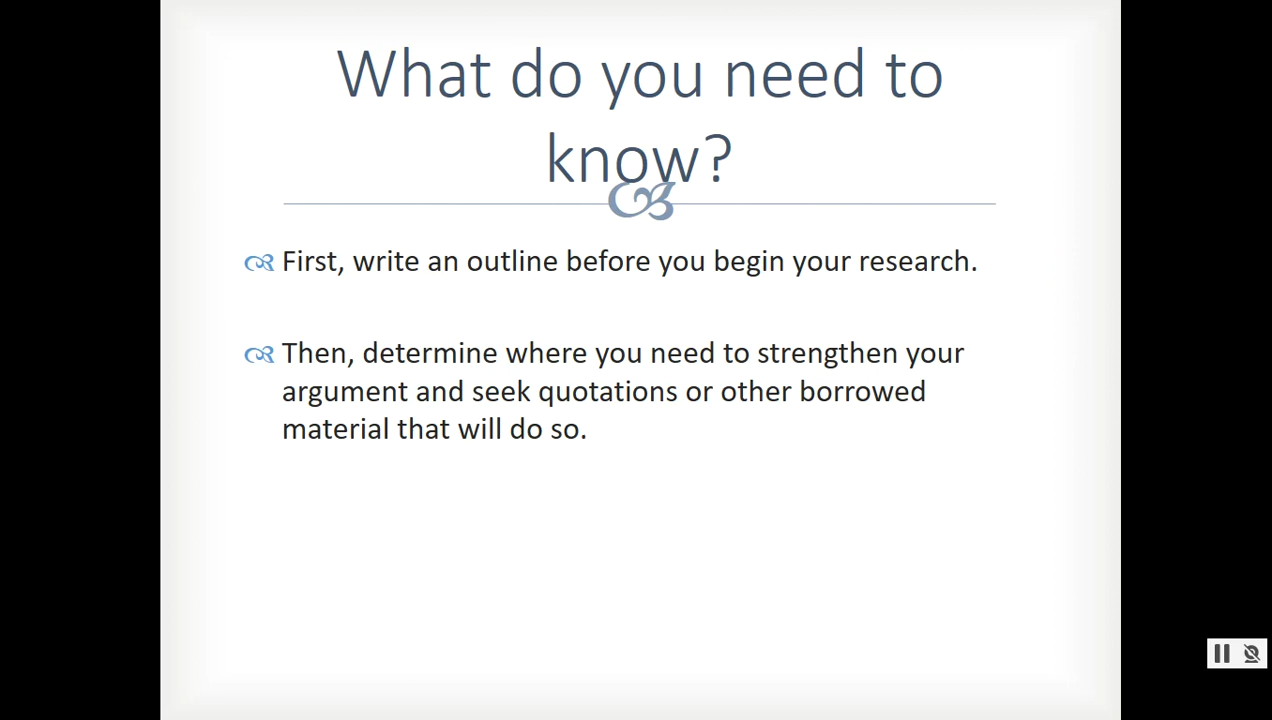 What do you need to
know?
First, write an outline before you begin your research.
Then, determine where you need to strengthen your
argument and seek quotations or other borrowed
material that will do so.